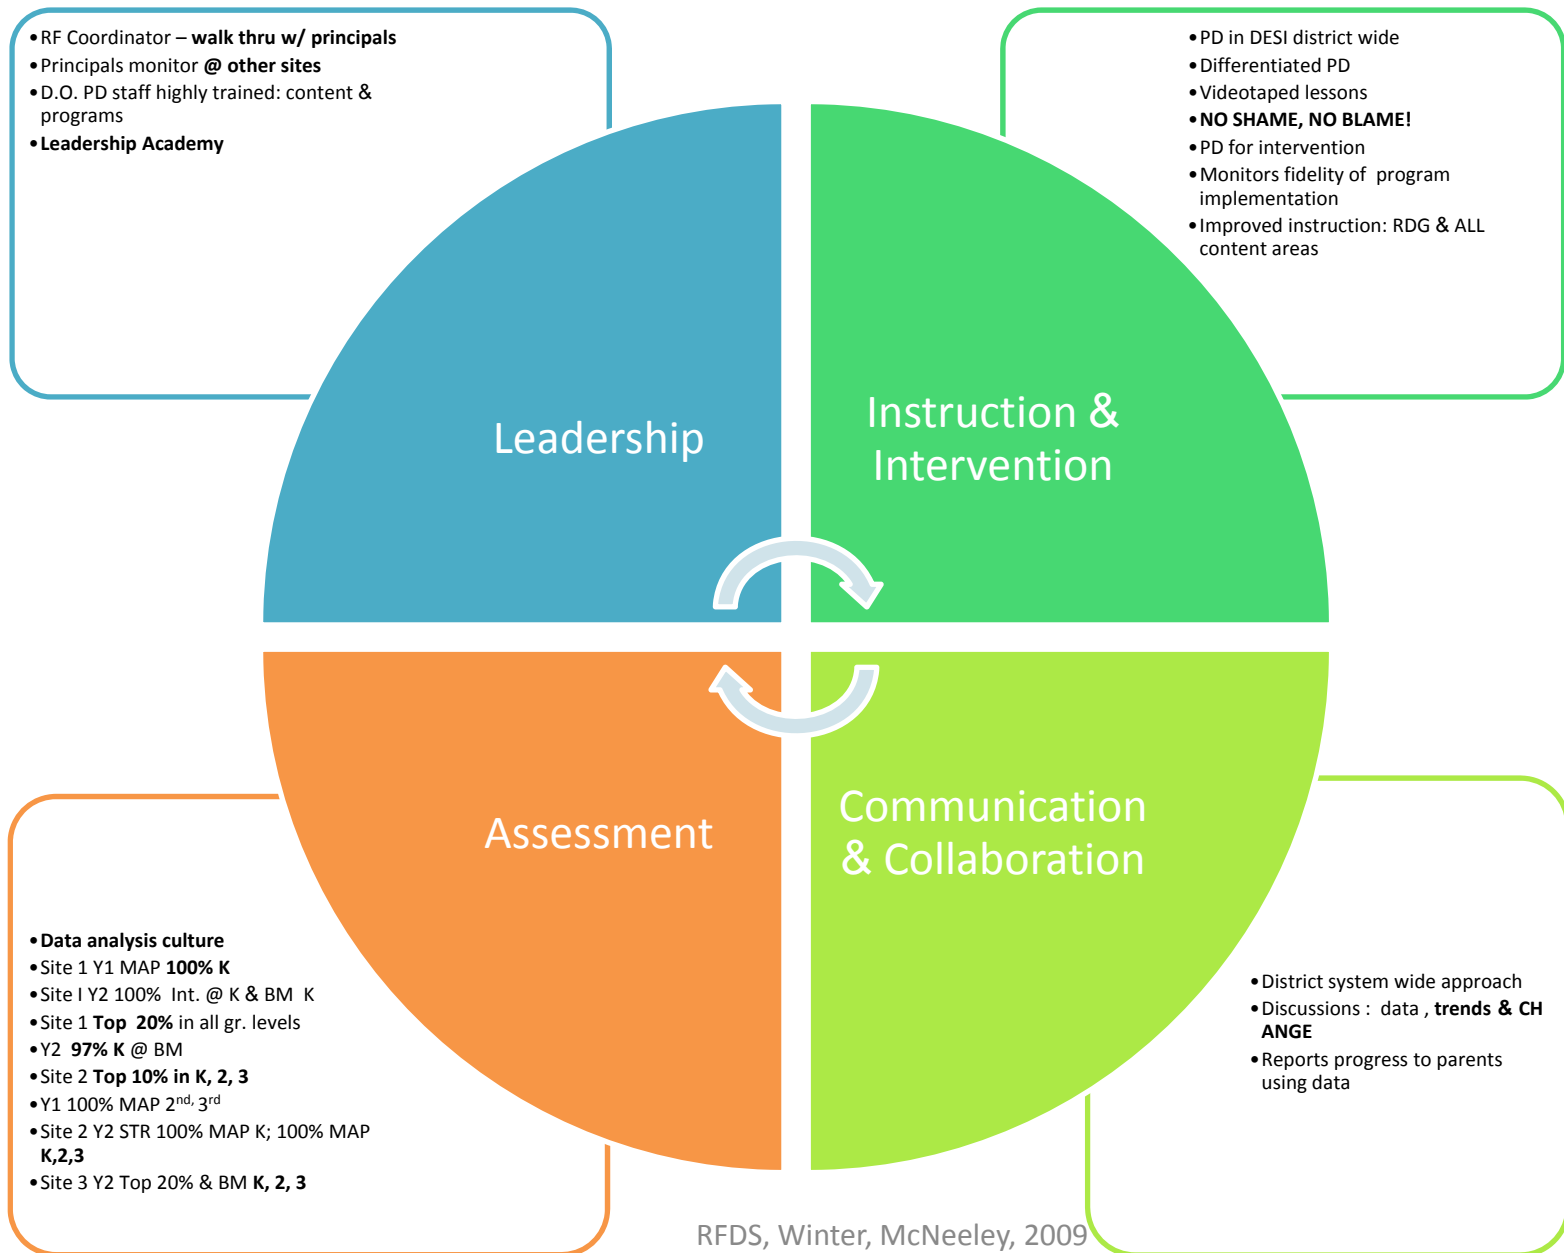 •RF Coordinator – walk thru w/ principals
•Principals monitor @ other sites
•D.O. PD staff highly trained: content &
programs
•Leadership Academy
•PD in DESI district wide
•Differentiated PD
•Videotaped lessons
•NO SHAME, NO BLAME!
•PD for intervention
•Monitors fidelity of program
implementation
•Improved instruction: RDG & ALL
content areas
Leadership
Instruction &
Intervention
Assessment
Communication
& Collaboration
•Data analysis culture
•Site 1 Y1 MAP 100% K
•Site I Y2 100% Int. @ K & BM K
•Site 1 Top 20% in all gr. levels
•Y2 97% K @ BM
•Site 2 Top 10% in K, 2, 3
•Y1 100% MAP 2nd, 3rd
•Site 2 Y2 STR 100% MAP K; 100% MAP
K,2,3
•Site 3 Y2 Top 20% & BM K, 2, 3
•District system wide approach
•Discussions : data , trends & CH
ANGE
•Reports progress to parents
using data
RFDS, Winter, McNeeley, 2009